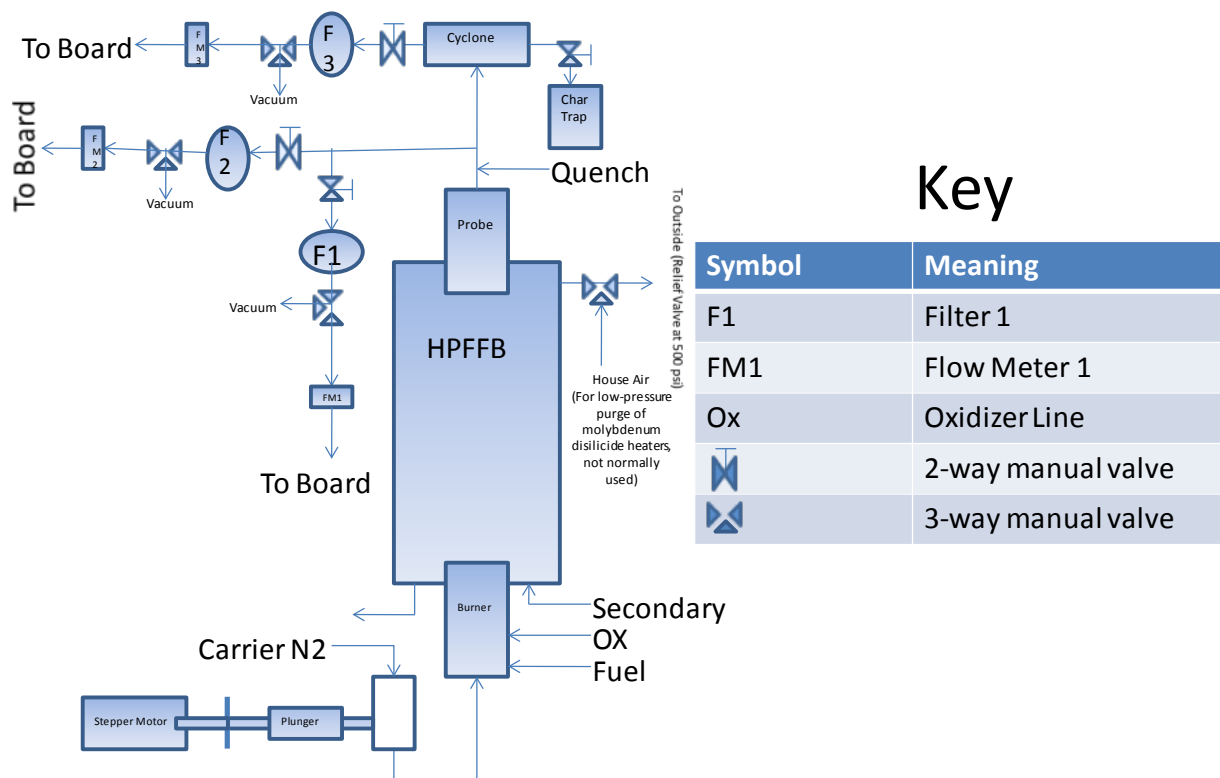 To Board
F
M
3
F
3
Cyclone
Vacuum
Char
Trap
To Board
F
M
2
F
2
Vacuum
Quench
Probe
F1
Vacuum
HPFFB
FM1
To Board
To Outside (Relief Valve at 500 psi)
House Air
(For low-pressure
purge of
molybdenum
disilicide heaters,
not normally
used)
Burner
Secondary
OX
Fuel
Carrier N2
Stepper Motor
Plunger
Key
Symbol Meaning
F1 Filter 1
FM1 Flow Meter 1
Ox Oxidizer Line
2-way manual valve
3-way manual valve